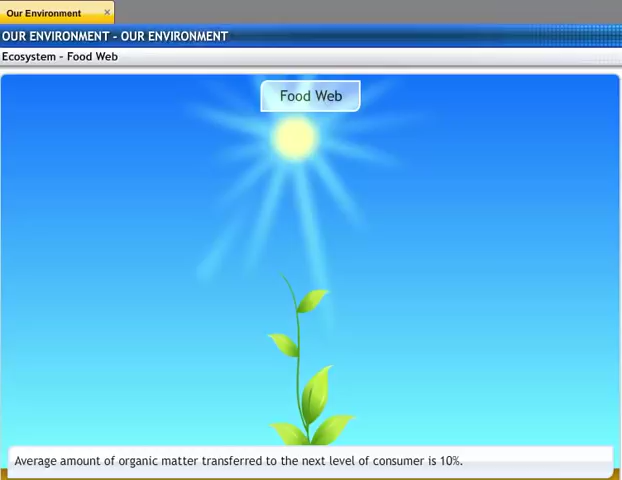 Our Environment
OUR ENVIRONMENT - OUR ENVIRONMENT
Ecosystem - Food Web
Food Web
Average amount of organic matter transferred to the next level of consumer is 10%.